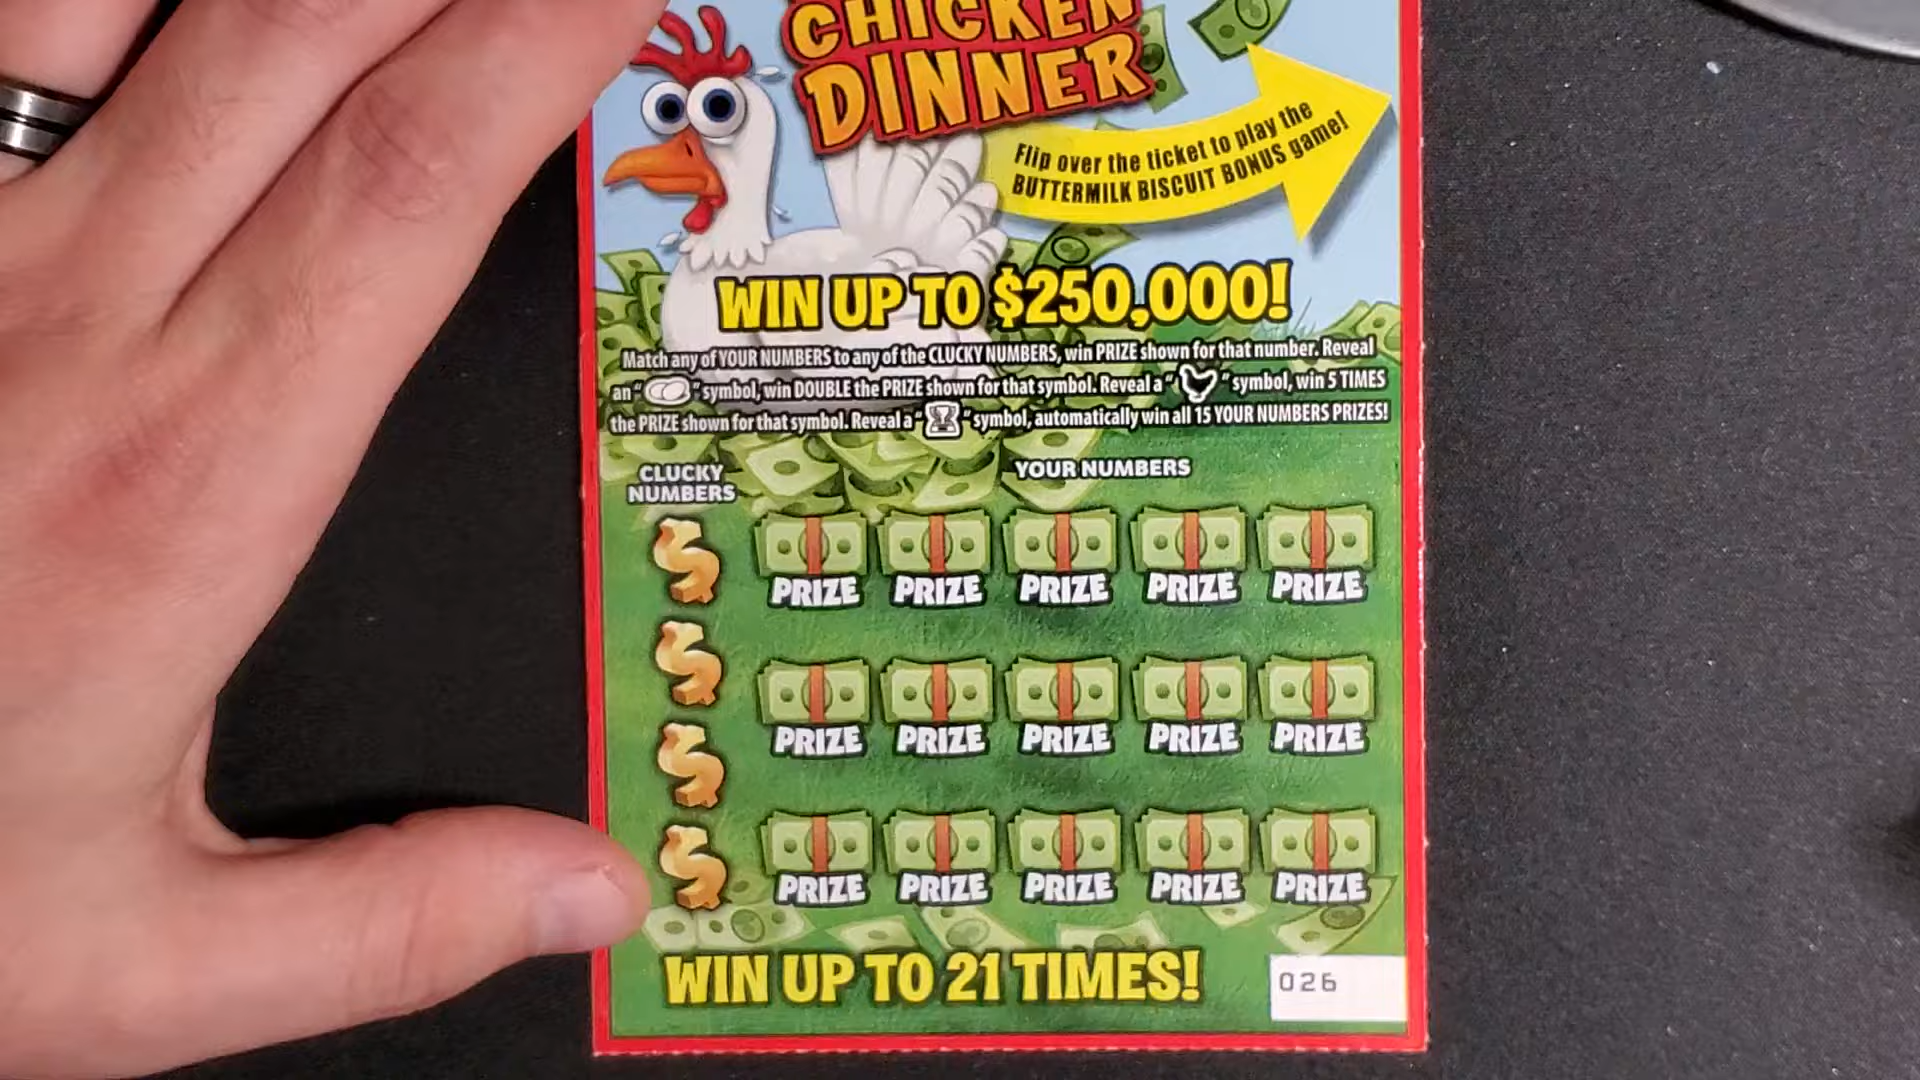 CHICKEN
DINNER
Flip over the ticket to play the
BUTTERMILK BISCUIT BONUS game!
WIN UP TO $250,000!
Match any of YOUR NUMBERS to any of the CLUCKY NUMBERS, win PRIZE shown for that number. Reveal
an " " symbol, win DOUBLE the PRIZE shown for that symbol. Reveal a " " symbol, win 5 TIMES
the PRIZE shown for that symbol. Reveal a " " symbol, automatically win all 15 YOUR NUMBERS PRIZES!
CLUCKY
NUMBERS
YOUR NUMBERS
PRIZE PRIZE PRIZE PRIZE PRIZE
PRIZE PRIZE PRIZE PRIZE PRIZE
PRIZE PRIZE PRIZE PRIZE PRIZE
WIN UP TO 21 TIMES!
026